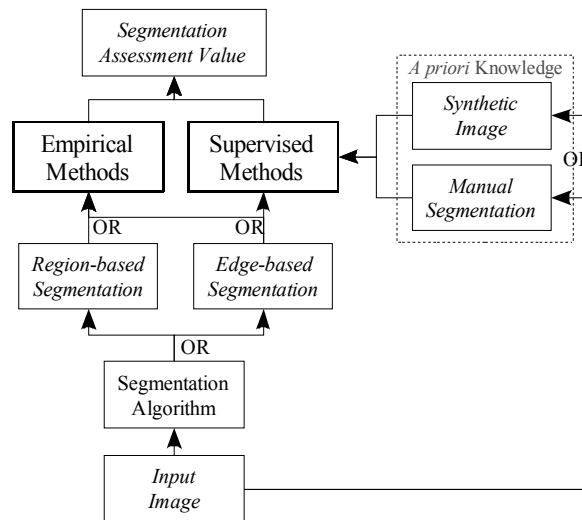 Segmentation
Assessment Value
A priori Knowledge
Synthetic
Image
Empirical
Methods
Supervised
Methods
OR
Manual
Segmentation
OR
OR
Region-based
Segmentation
Edge-based
Segmentation
OR
Segmentation
Algorithm
Input
Image